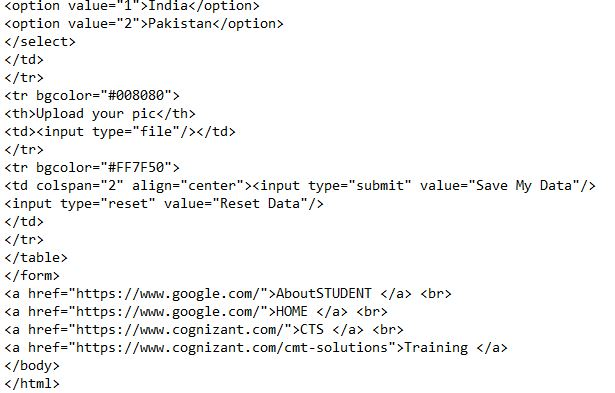 <option value="1">India</option>
<option value="2">Pakistan</option>
</select>
</td>
</tr>
<tr bgcolor="#008080">
<th>Upload your pic</th>
<td><input type="file"/></td>
</tr>
<tr bgcolor="#FF7F50">
<td colspan="2" align="center"><input type="submit" value="Save My Data"/>
<input type="reset" value="Reset Data"/>
</td>
</tr>
</table>
</form>
<a href="https://www.google.com/">AboutSTUDENT </a> <br>
<a href="https://www.google.com/">HOME </a> <br>
<a href="https://www.cognizant.com/">CTS </a> <br>
<a href="https://www.cognizant.com/cmt-solutions">Training </a>
</body>
</html>